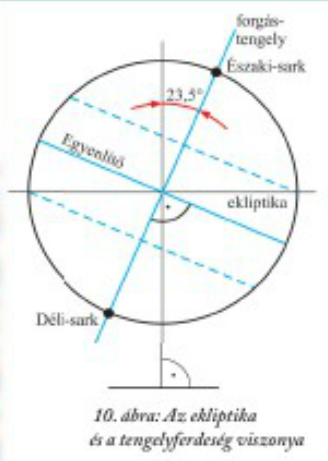 forgás-
tengely
Északi-sark
23,5°
Egyenlítő
ekliptika
Déli-sark
10. ábra: Az ekliptika
és a tengelyferdeség viszonya